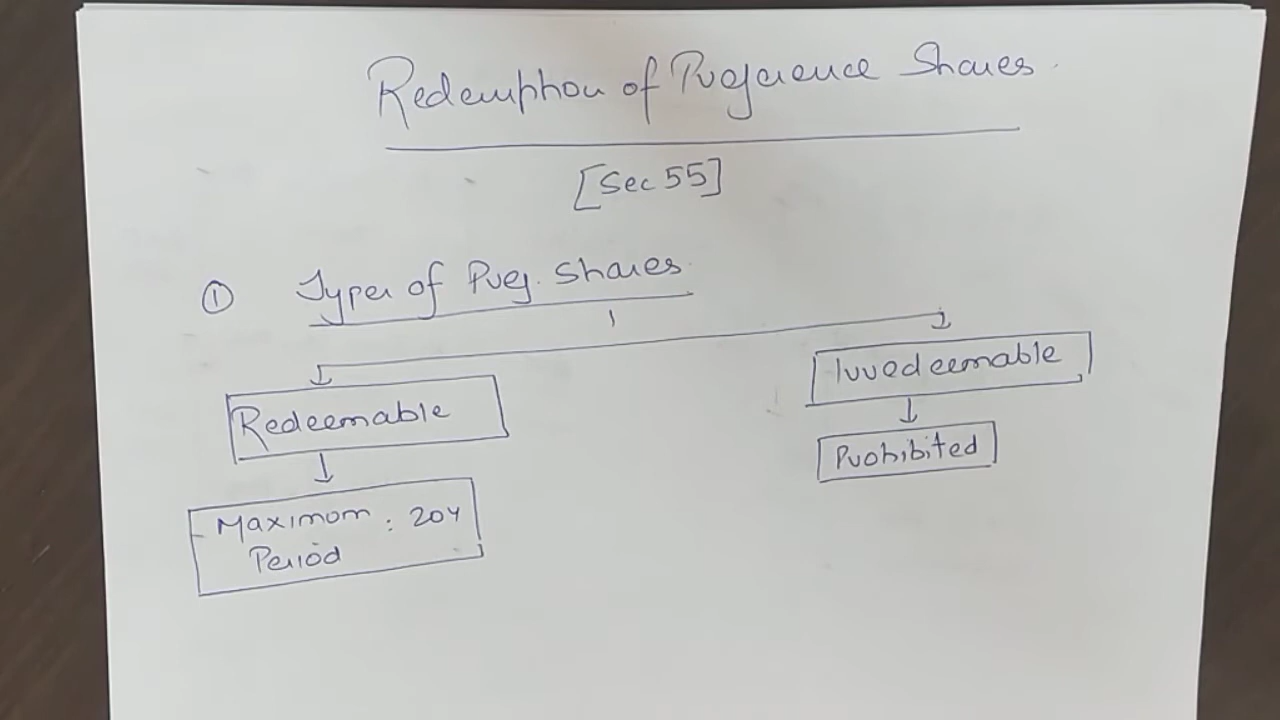 Redemption of Preference Shares
[Sec 55]
① Types of Pref. Shares
Redeemable
Irredeemable
Prohibited
Maximum : 20Y
Period